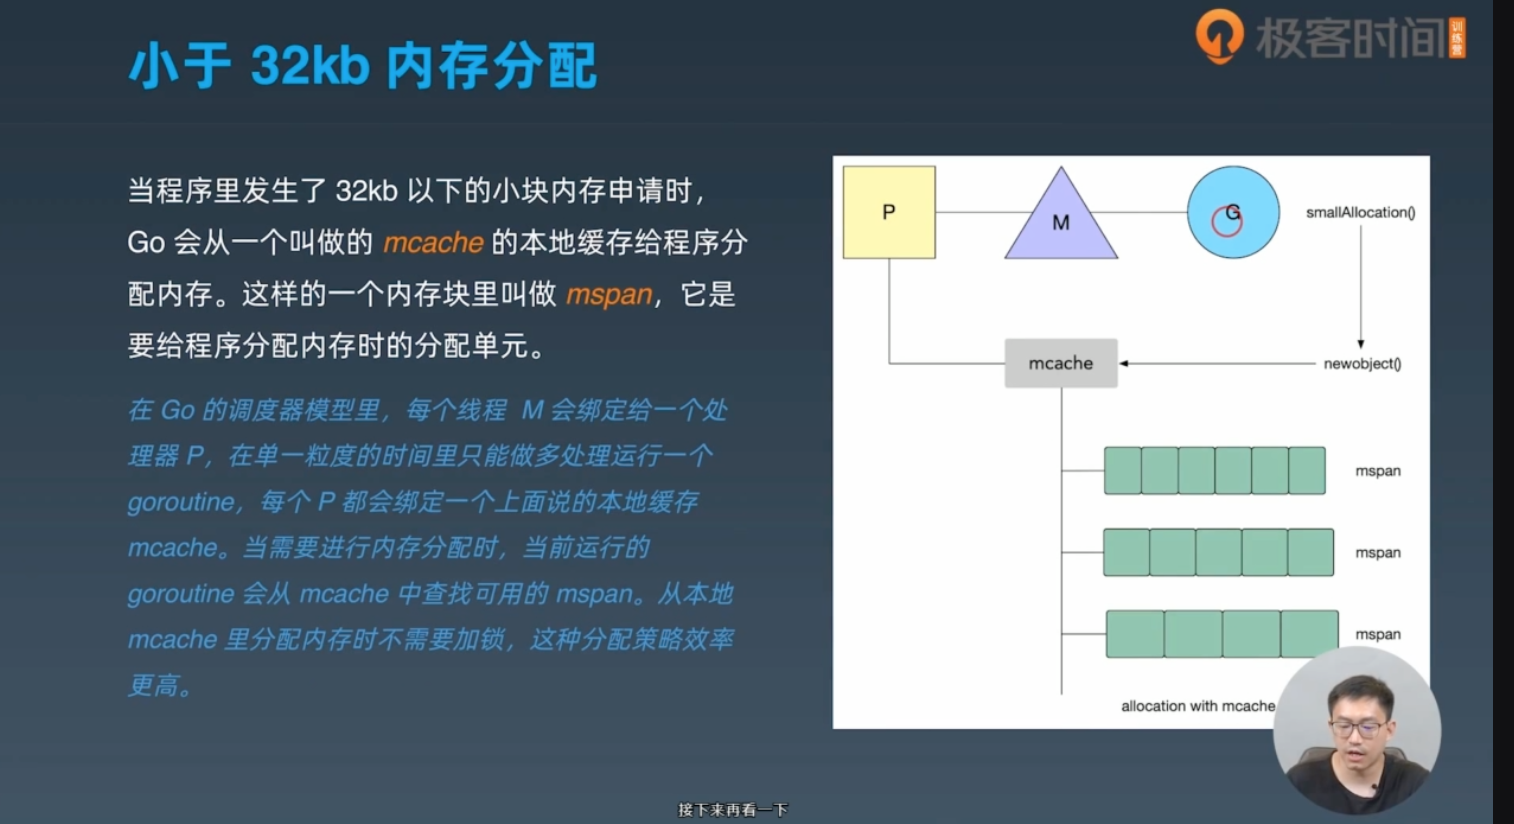 小于 32kb 内存分配
极客时间 训练营
当程序里发生了 32kb 以下的小块内存申请时，
Go 会从一个叫做的 mcache 的本地缓存给程序分
配内存。这样的一个内存块里叫做 mspan，它是
要给程序分配内存时的分配单元。
在 Go 的调度器模型里，每个线程 M 会绑定给一个处
理器 P，在单一粒度的时间里只能做多处理运行一个
goroutine，每个 P 都会绑定一个上面说的本地缓存
mcache。当需要进行内存分配时，当前运行的
goroutine 会从 mcache 中查找可用的 mspan。从本地
mcache 里分配内存时不需要加锁，这种分配策略效率
更高。
P
M
G
smallAllocation()
mcache
newobject()
mspan
mspan
mspan
allocation with mcache
接下来再看一下